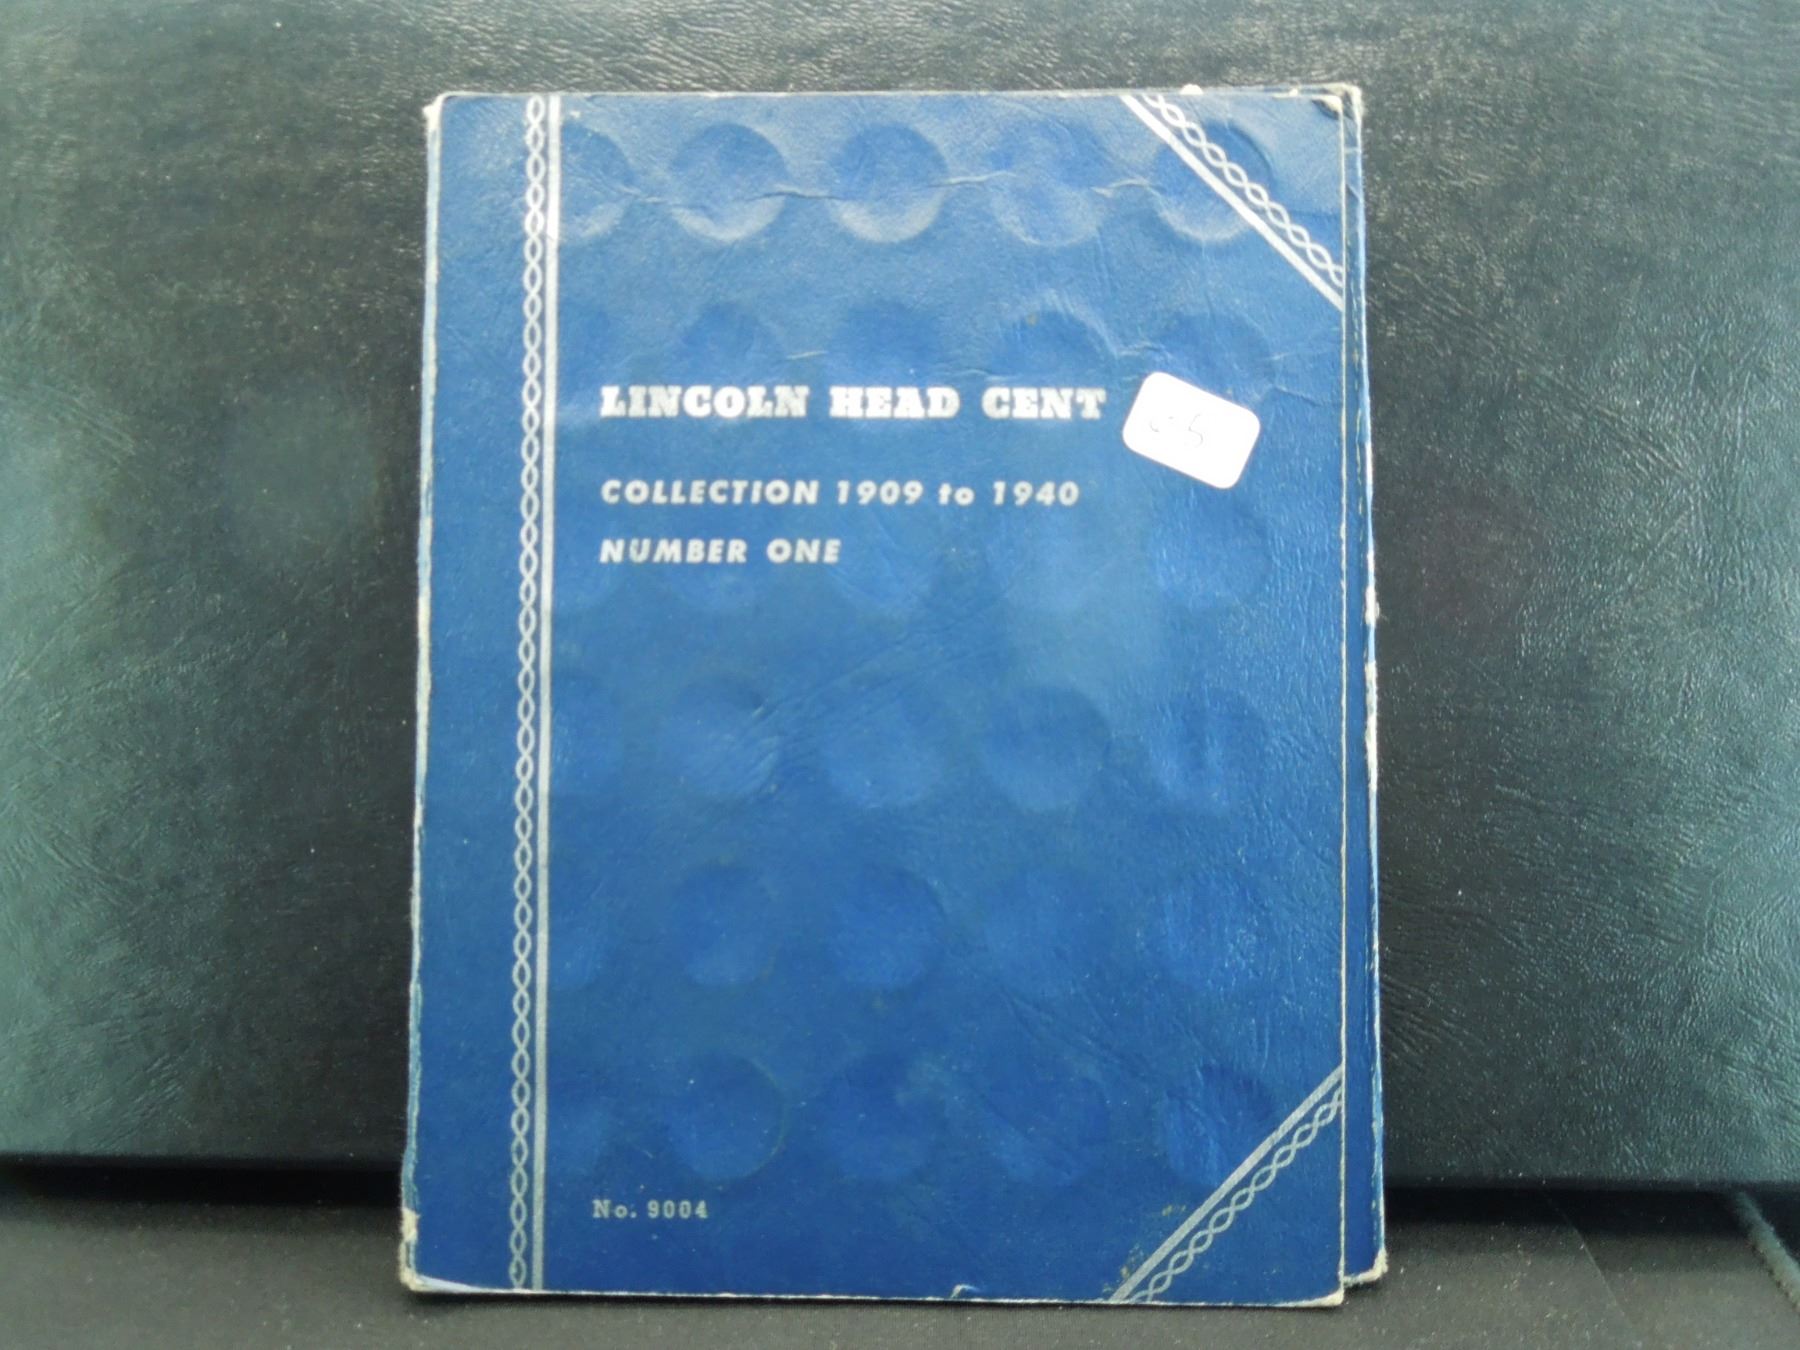 LINCOLN HEAD CENT
COLLECTION 1909 to 1940
NUMBER ONE
No. 9004